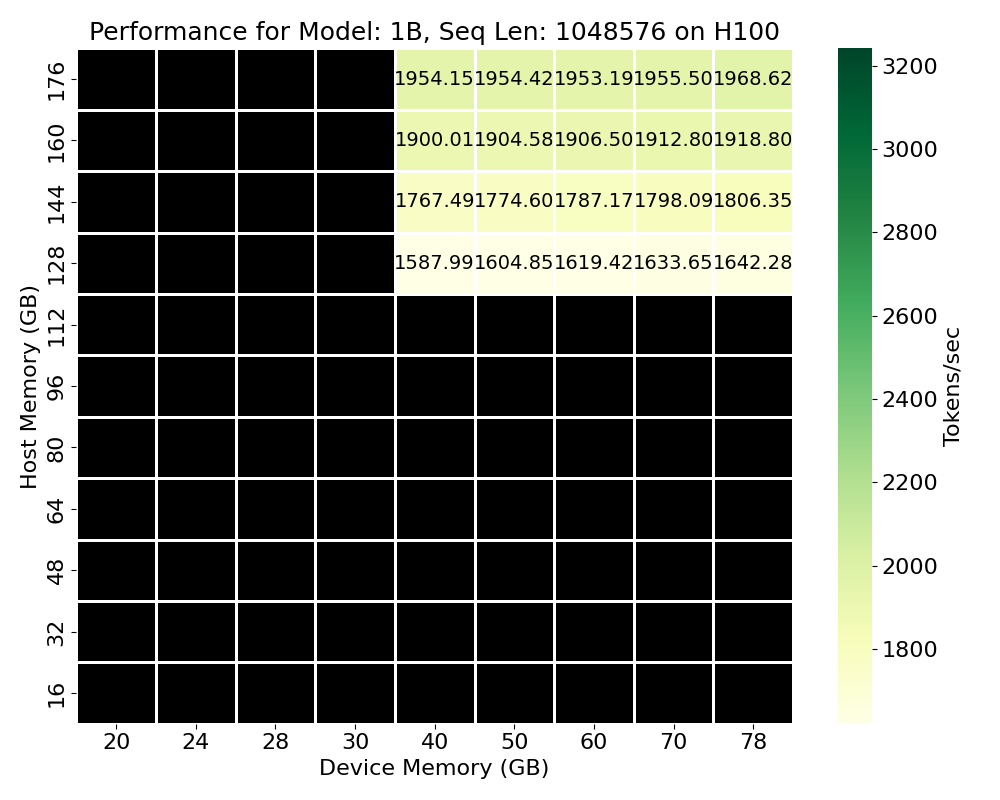 Performance for Model: 1B, Seq Len: 1048576 on H100
176 1954.15 1954.42 1953.19 1955.50 1968.62
160 1900.01 1904.58 1906.50 1912.80 1918.80
144 1767.49 1774.60 1787.17 1798.09 1806.35
128 1587.99 1604.85 1619.42 1633.65 1642.28
112
96
80
64
48
32
16
Host Memory (GB)
20 24 28 30 40 50 60 70 78
Device Memory (GB)
3200
3000
2800
2600
2400
2200
2000
1800
Tokens/sec